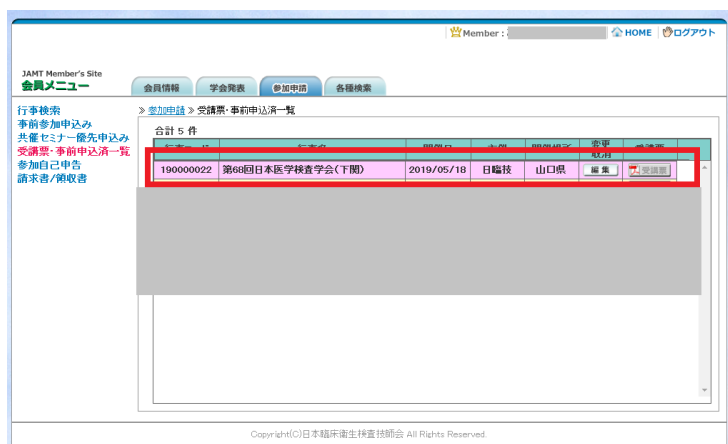 Member :
HOME
ログアウト
JAMT Member's Site
会員メニュー
会員情報
学会発表
参加申請
各種検索
行事検索
事前参加申込み
共催セミナー優先申込み
受講票・事前申込済一覧
参加自己申告
請求書/領収書
≫ 参加申請 ≫ 受講票・事前申込済一覧
合計 5 件
変更
取消
190000022 第68回日本医学検査学会(下関) 2019/05/18 日臨技 山口県 編集 受講票
Copyright(C)日本臨床衛生検査技師会 All Rights Reserved.